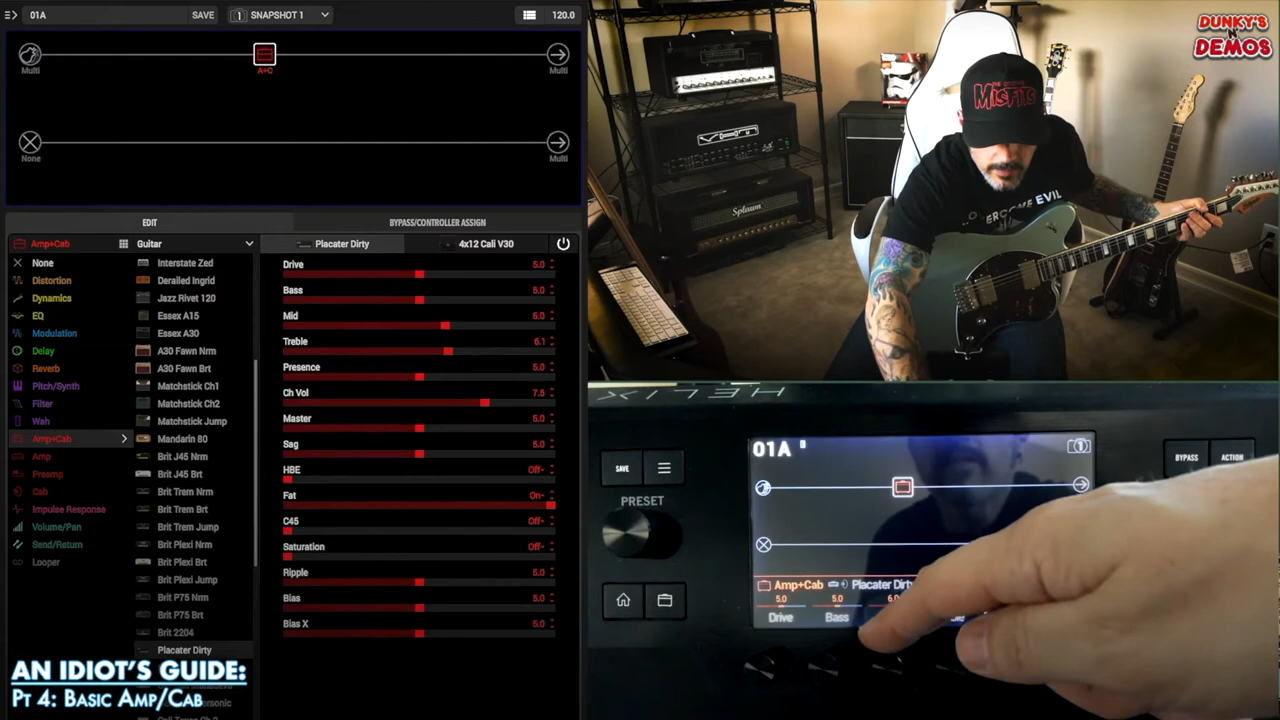 01A
SAVE
1
SNAPSHOT 1
120.0
A+C
Multi
Multi
None
Multi
EDIT
BYPASS/CONTROLLER ASSIGN
Amp+Cab
Guitar
Placater Dirty
4x12 Cali V30
None
Distortion
Dynamics
EQ
Modulation
Delay
Reverb
Pitch/Synth
Filter
Wah
Amp+Cab
Amp
Preamp
Cab
Impulse Response
Volume/Pan
Send/Return
Looper
Interstate Zed
Derailed Ingrid
Jazz Rivet 120
Essex A15
Essex A30
A30 Fawn Nrm
A30 Fawn Brt
Matchstick Ch1
Matchstick Ch2
Matchstick Jump
Mandarin 80
Brit J45 Nrm
Brit J45 Brt
Brit Trem Nrm
Brit Trem Brt
Brit Trem Jump
Brit Plexi Nrm
Brit Plexi Brt
Brit Plexi Jump
Brit P75 Nrm
Brit P75 Brt
Brit 2204
Placater Dirty
Drive 5.0
Bass 5.0
Mid 6.0
Treble 6.1
Presence 5.0
Ch Vol 7.5
Master 5.0
Sag 5.0
HBE Off
Fat On
C45 Off
Saturation Off
Ripple 5.0
Bias 5.0
Bias X 5.0
AN IDIOT'S GUIDE:
Pt 4: Basic Amp/Cab
DUNKY'S
N
DEMOS
MISFITS
OVERCOME EVIL
Splawn
HELIX
01A
1
SAVE
PRESET
BYPASS
ACTION
Amp+Cab
Placater Dirty
5.0
5.0
6.0
Drive
Bass